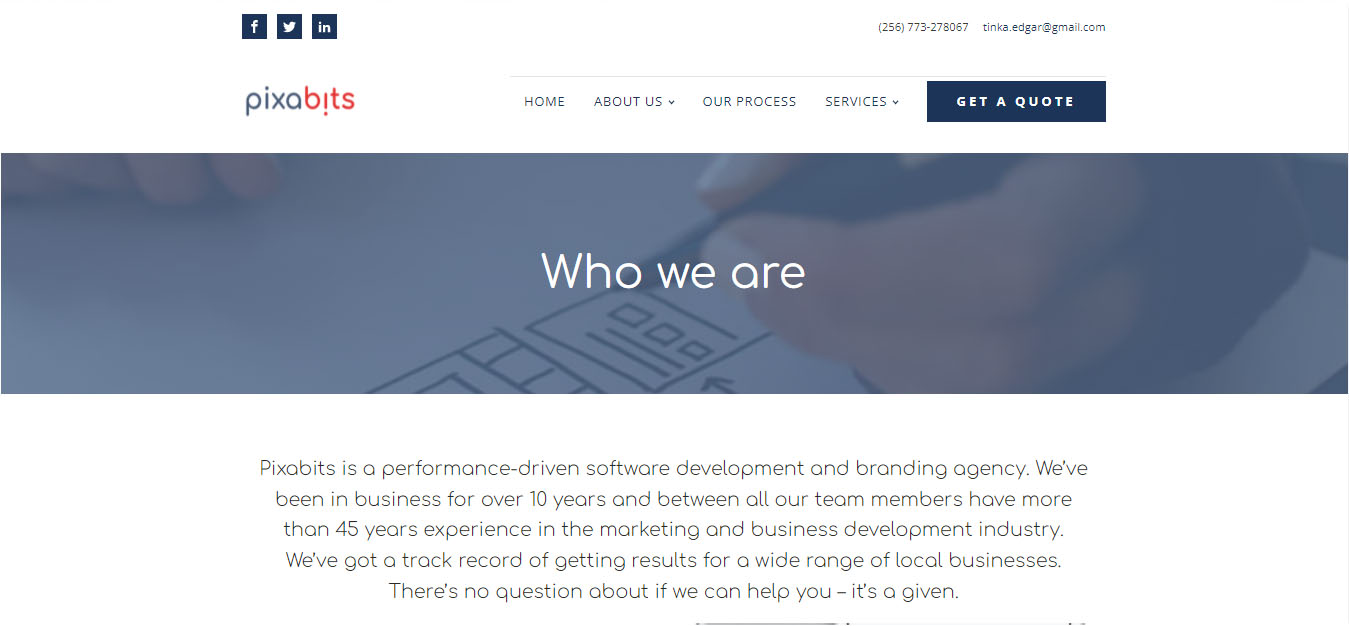 (256) 773-278067 tinka.edgar@gmail.com
pixabits
HOME ABOUT US OUR PROCESS SERVICES GET A QUOTE
Who we are
Pixabits is a performance-driven software development and branding agency. We’ve
been in business for over 10 years and between all our team members have more
than 45 years experience in the marketing and business development industry.
We’ve got a track record of getting results for a wide range of local businesses.
There’s no question about if we can help you – it’s a given.